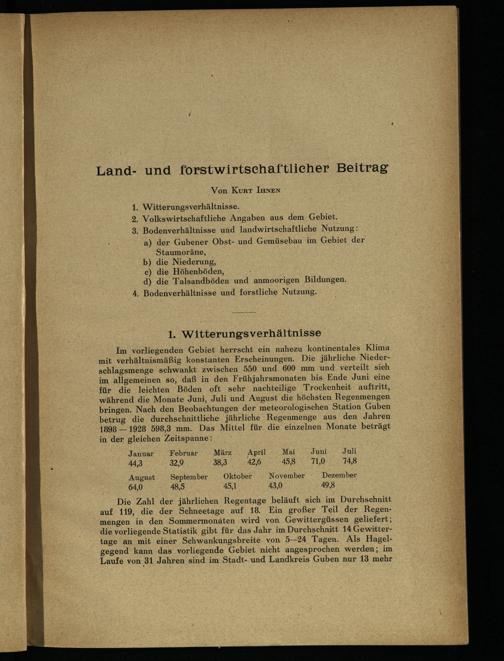 Land- und forstwirtschaftlicher Beitrag
Von Kurt Ihnen
1. Witterungsverhältnisse.
2. Volkswirtschaftliche Angaben aus dem Gebiet.
3. Bodenverhältnisse und landwirtschaftliche Nutzung:
a) der Gubener Obst- und Gemüsebau im Gebiet der
Staumoräne,
b) die Niederung,
c) die Höhenböden,
d) die Talsandböden und anmoorigen Bildungen.
4. Bodenverhältnisse und forstliche Nutzung.
1. Witterungsverhältnisse
Im vorliegenden Gebiet herrscht ein nahezu kontinentales Klima
mit verhältnismäßig konstanten Erscheinungen. Die jährliche Nieder-
schlagsmenge schwankt zwischen 550 und 600 mm und verteilt sich
im allgemeinen so, daß in den Frühjahrsmonaten bis Ende Juni eine
für die leichten Böden oft sehr nachteilige Trockenheit auftritt,
während die Monate Juni, Juli und August die höchsten Regenmengen
bringen. Nach den Beobachtungen der meteorologischen Station Guben
betrug die durchschnittliche jährliche Regenmenge aus den Jahren
1898—1928 598,3 mm. Das Mittel für die einzelnen Monate beträgt
in der gleichen Zeitspanne:
Januar Februar März April Mai Juni Juli
44,3 32,9 38,3 42,6 45,8 71,0 74,8
August September Oktober November Dezember
64,0 48,5 45,1 43,0 49,8
Die Zahl der jährlichen Regentage beläuft sich im Durchschnitt
auf 119, die der Schneetage auf 18. Ein großer Teil der Regen-
mengen in den Sommermonaten wird von Gewittergüssen geliefert;
die vorliegende Statistik gibt für das Jahr im Durchschnitt 14 Gewitter-
tage an mit einer Schwankungsbreite von 5—24 Tagen. Als Hagel-
gegend kann das vorliegende Gebiet nicht angesprochen werden; im
Laufe von 31 Jahren sind im Stadt- und Landkreis Guben nur 13 mehr